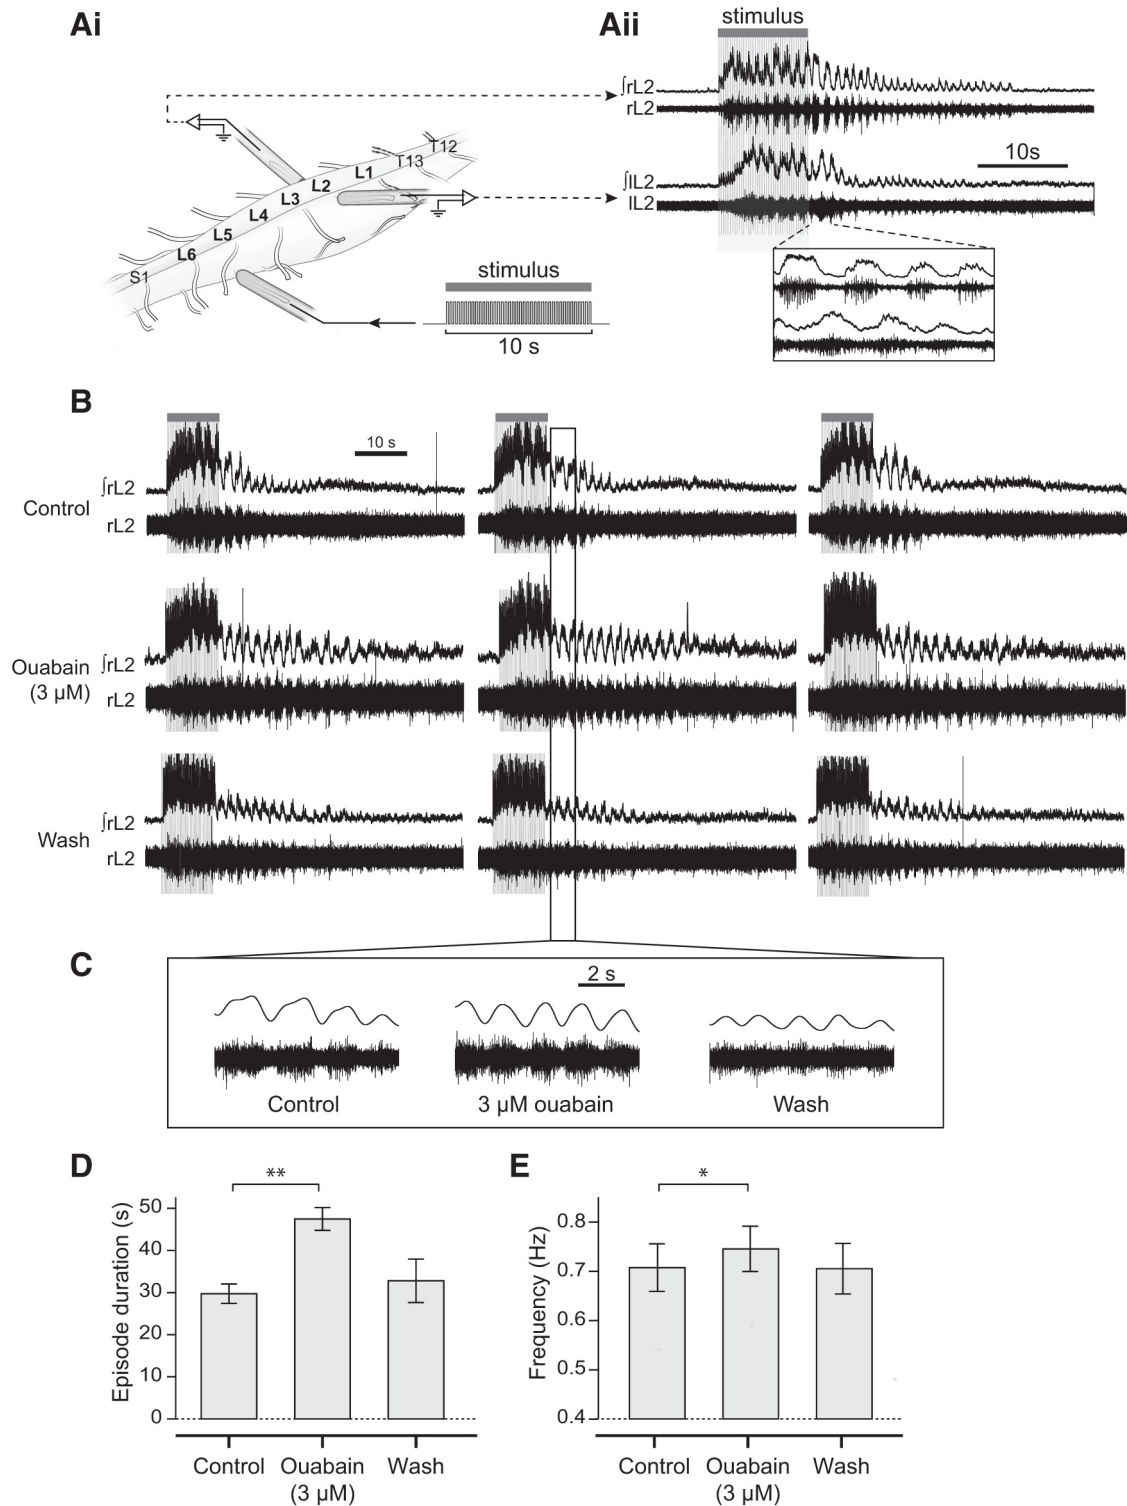 Ai
T12
T13
L1
L2
L3
L4
L5
L6
S1
stimulus
10 s
Aii
stimulus
∫rL2
rL2
10s
∫lL2
lL2
B
10 s
Control
∫rL2
rL2
Ouabain
(3 µM)
∫rL2
rL2
Wash
∫rL2
rL2
C
2 s
Control
3 µM ouabain
Wash
D
**
Episode duration (s)
50
40
30
20
10
0
Control
Ouabain
(3 µM)
Wash
E
*
Frequency (Hz)
0.8
0.7
0.6
0.5
0.4
Control
Ouabain
(3 µM)
Wash